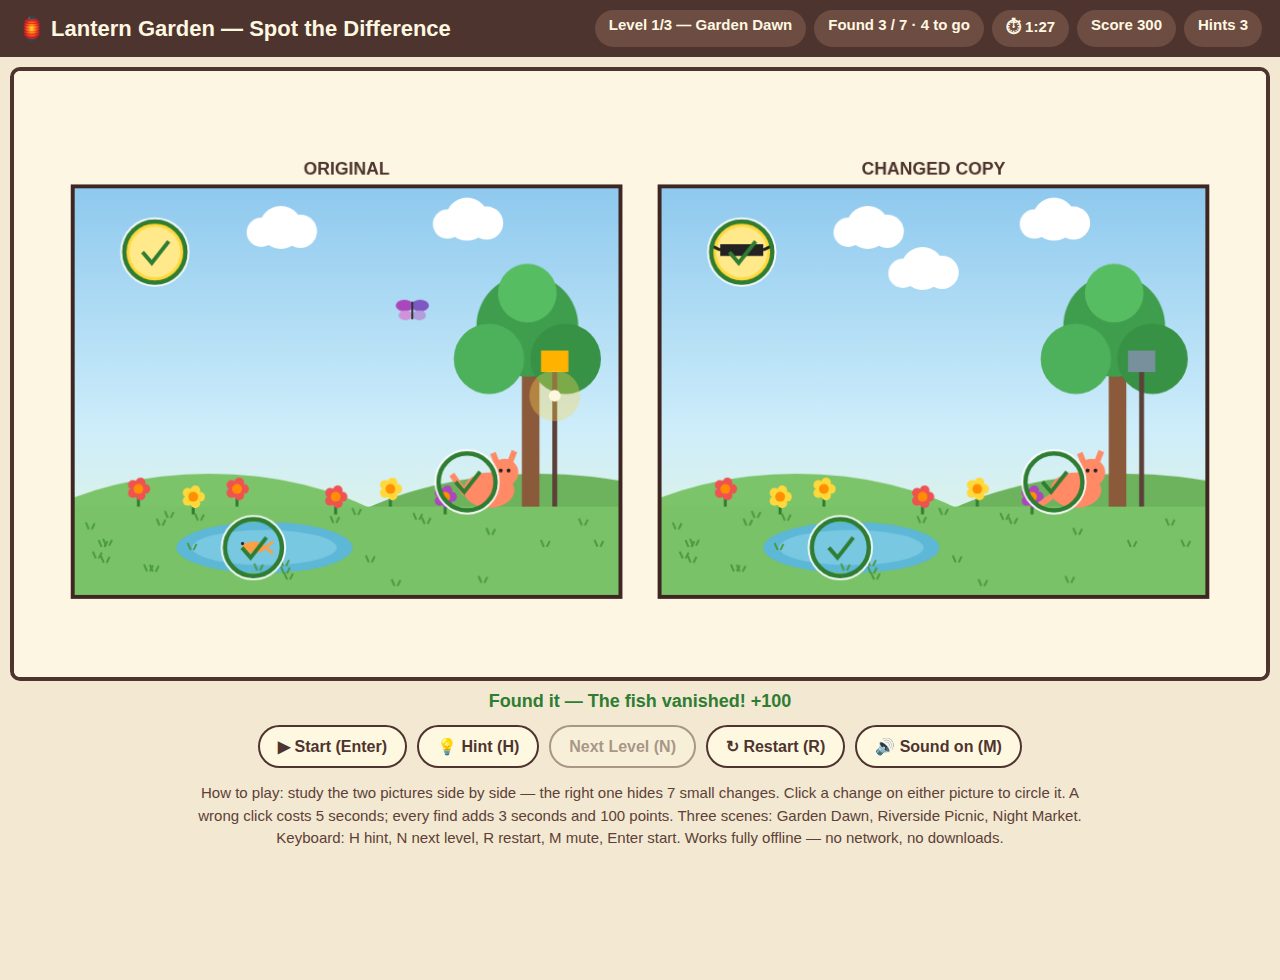 🏮 Lantern Garden — Spot the Difference
Level 1/3 — Garden Dawn
Found 3 / 7 · 4 to go
⏱ 1:27
Score 300
Hints 3
ORIGINAL
CHANGED COPY
Found it — The fish vanished! +100
▶ Start (Enter)
💡 Hint (H)
Next Level (N)
↻ Restart (R)
🔊 Sound on (M)
How to play: study the two pictures side by side — the right one hides 7 small changes. Click a change on either picture to circle it. A
wrong click costs 5 seconds; every find adds 3 seconds and 100 points. Three scenes: Garden Dawn, Riverside Picnic, Night Market.
Keyboard: H hint, N next level, R restart, M mute, Enter start. Works fully offline — no network, no downloads.